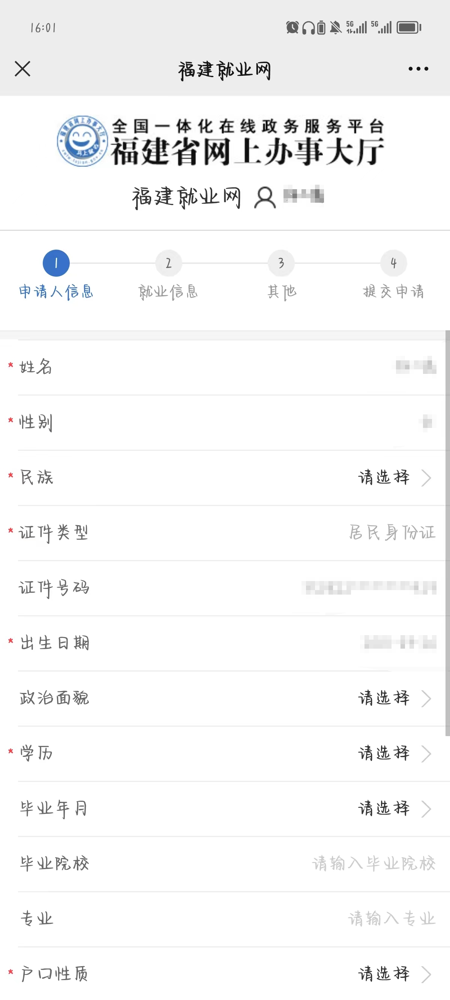 16:01
5G
5G
福建就业网
全国一体化在线政务服务平台
福建省网上办事大厅
福建就业网
1
2
3
4
申请人信息
就业信息
其他
提交申请
* 姓名
* 性别
* 民族 请选择
* 证件类型 居民身份证
证件号码
* 出生日期
政治面貌 请选择
* 学历 请选择
毕业年月 请选择
毕业院校 请输入毕业院校
专业 请输入专业
* 户口性质 请选择